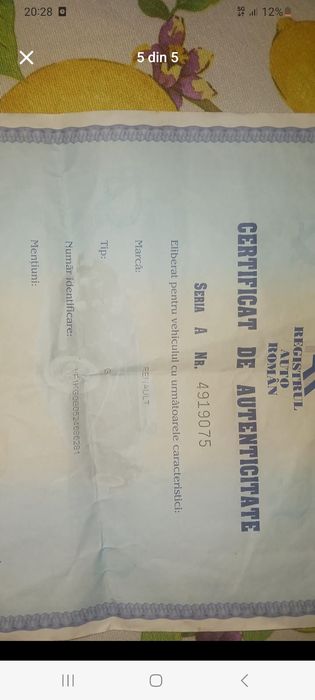 20:28
12%
5 din 5
REGISTRUL
AUTO
ROMÂN
CERTIFICAT DE AUTENTICITATE
SERIA A NR. 4919075
Eliberat pentru vehiculul cu următoarele caracteristici:
Marcă: RENAULT
Tip:
Număr identificare:
Mențiuni: